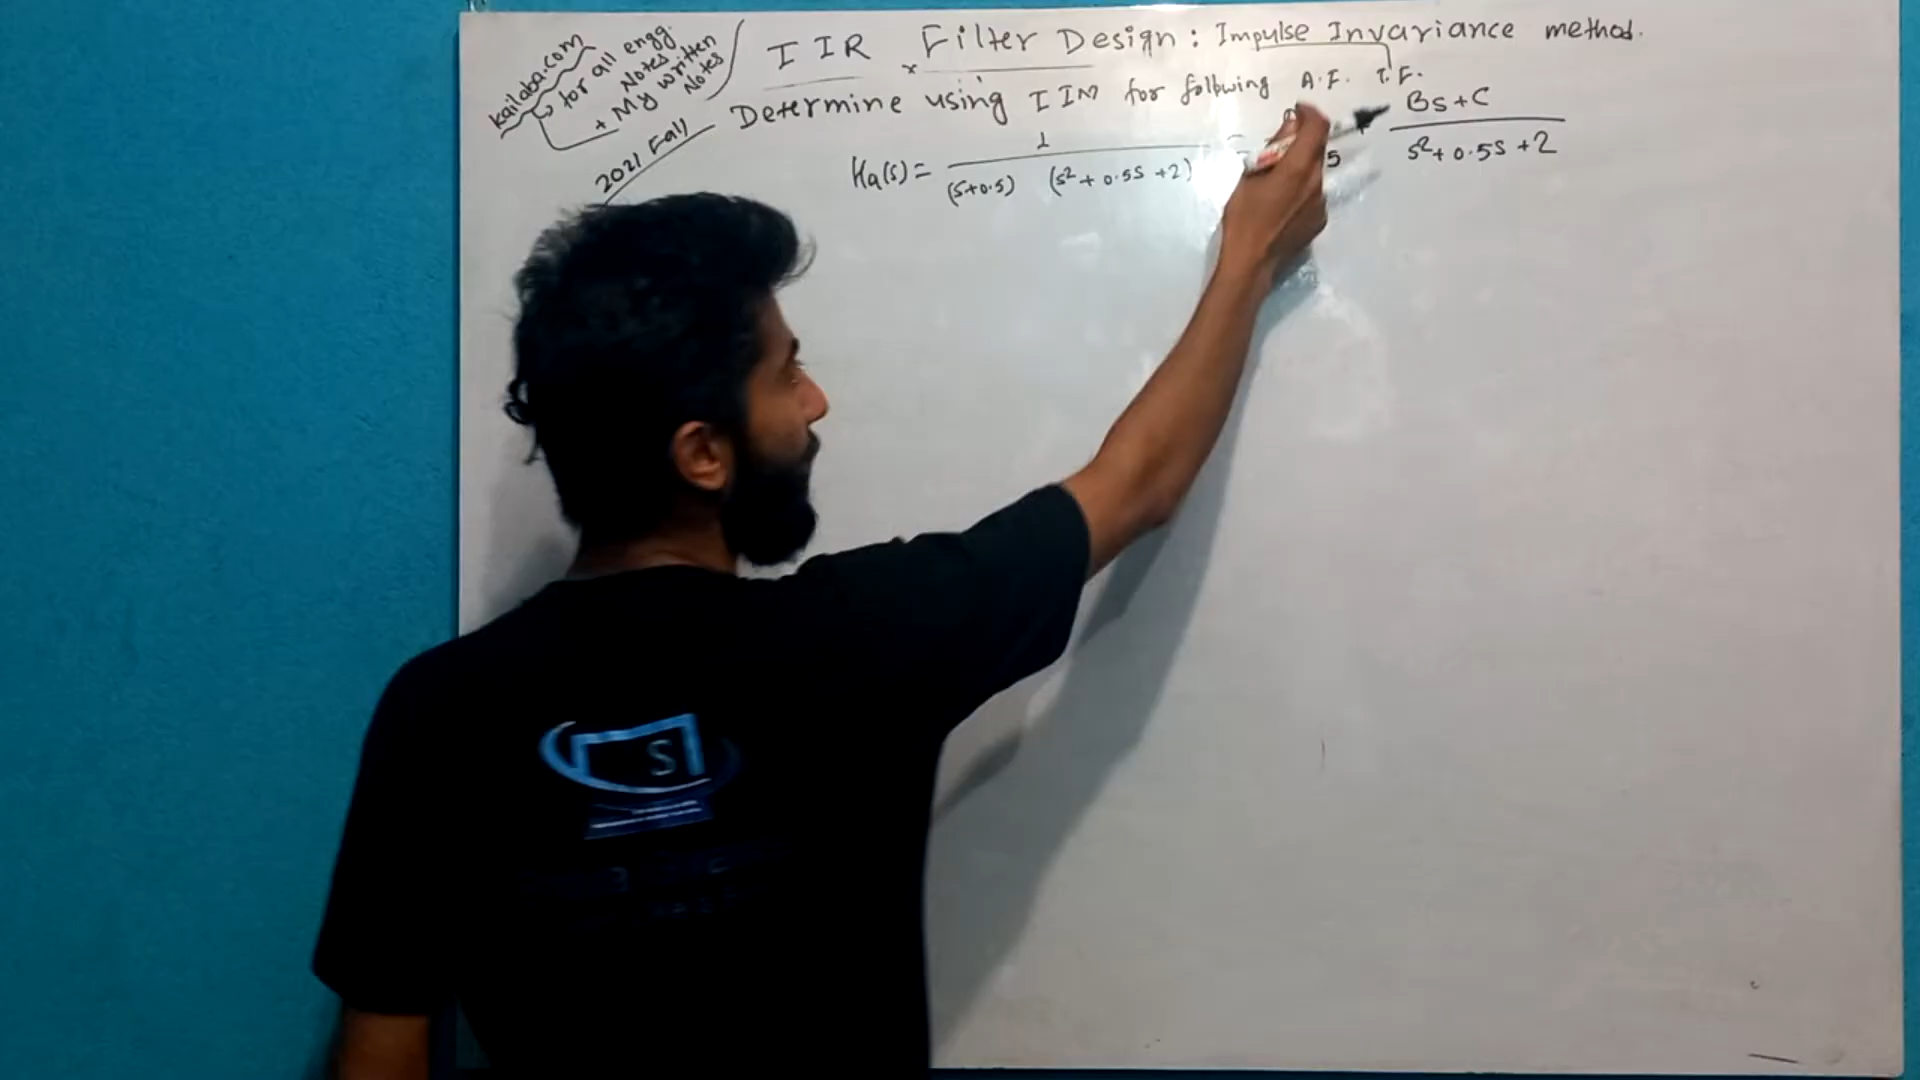 kailaba.com
for all engg.
Notes
+ My written
Notes
IIR Filter Design: Impulse Invariance method.
2021 Fall
Determine using IIM for following A.F. T.F.
Ha(s) = 1 / (s+0.5) (s²+0.5s+2) = 5 + Bs+C / s²+0.5s+2
S